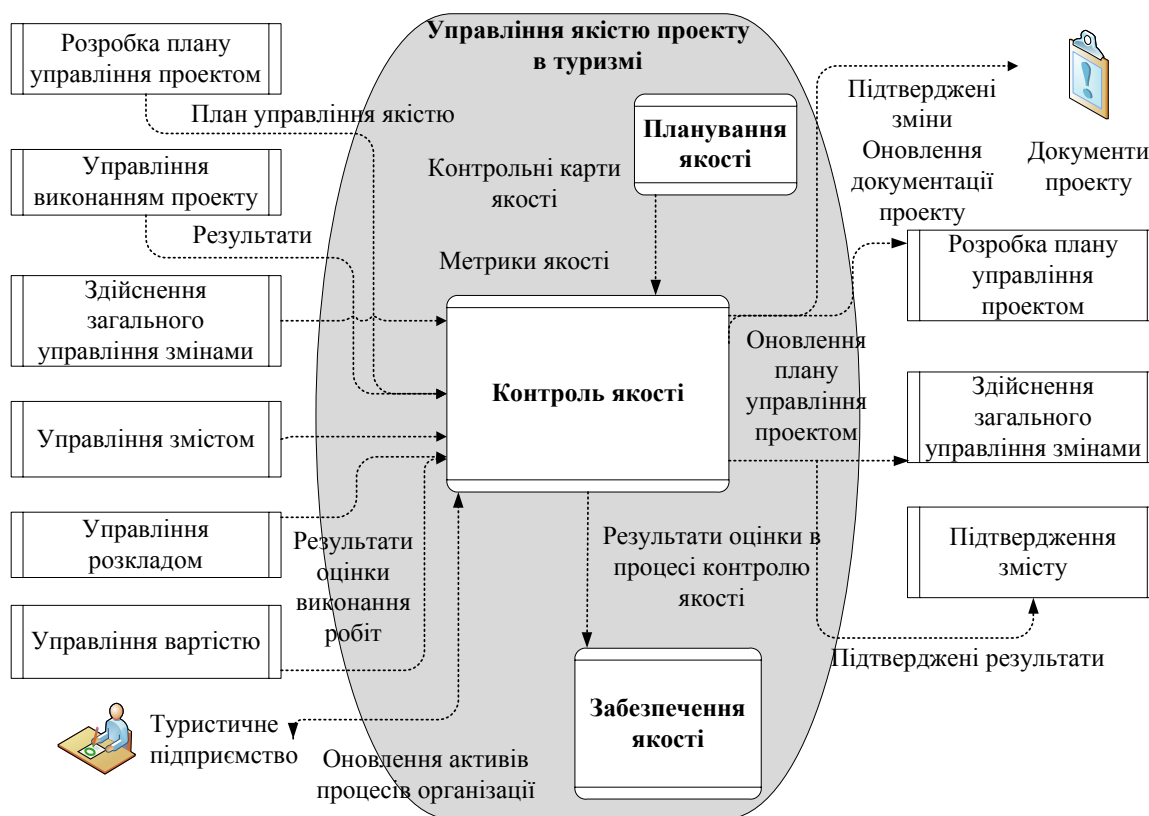 Управління якістю проекту
в туризмі
Розробка плану
управління проектом
План управління якістю
Управління
виконанням проекту
Результати
Здійснення
загального
управління змінами
Управління змістом
Управління
розкладом
Управління вартістю
Туристичне
підприємство
Результати
оцінки
виконання
робіт
Оновлення активів
процесів організації
Планування
якості
Контрольні карти
якості
Метрики якості
Контроль якості
Результати оцінки в
процесі контролю
якості
Забезпечення
якості
Підтверджені
зміни
Оновлення
документації
проекту
Документи
проекту
Розробка плану
управління
проектом
Оновлення
плану
управління
проектом
Здійснення
загального
управління змінами
Підтвердження
змісту
Підтверджені результати